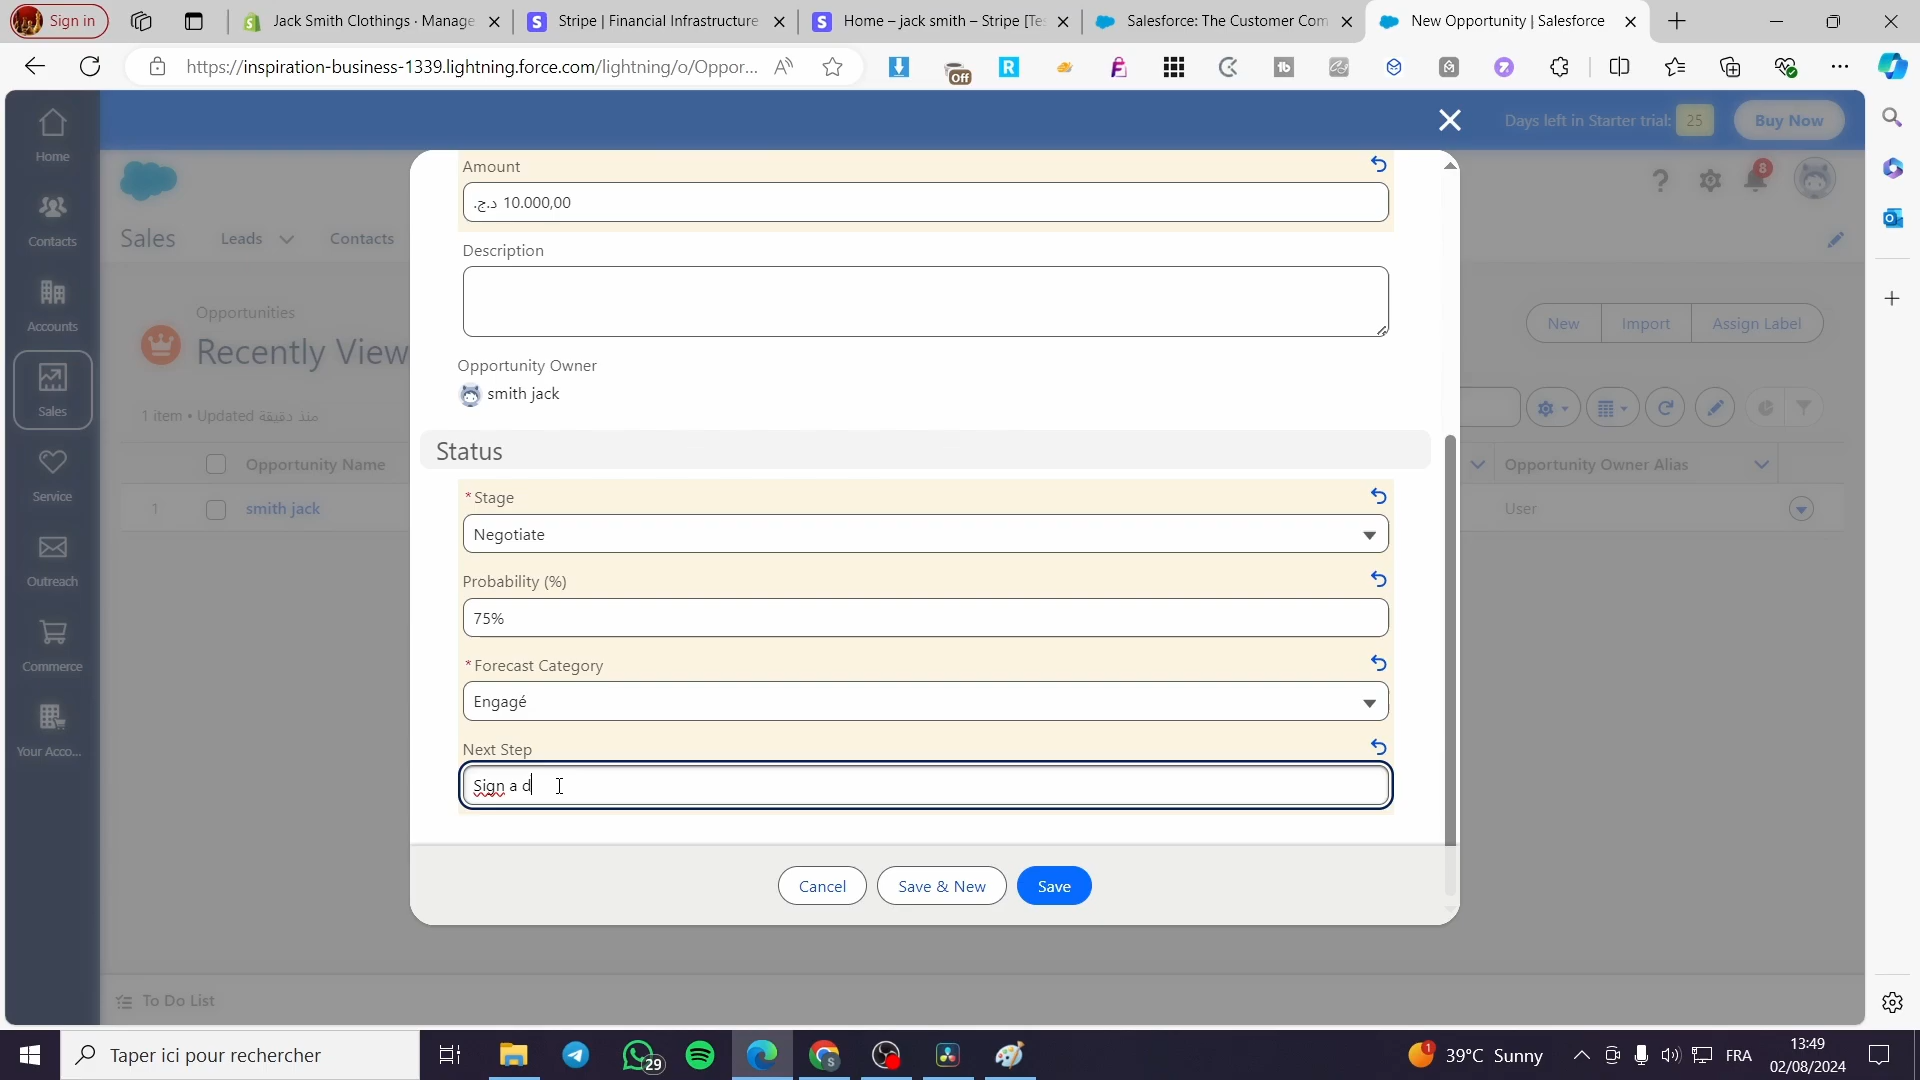 Sign in
Jack Smith Clothings · Manage
Stripe | Financial Infrastructure
Home – jack smith – Stripe [Te
Salesforce: The Customer Com
New Opportunity | Salesforce
https://inspiration-business-1339.lightning.force.com/lightning/o/Oppor...
Off
Days left in Starter trial: 25
Buy Now
Home
Contacts
Accounts
Sales
Service
Outreach
Commerce
Your Acco...
Sales
Leads
Contacts
8
Opportunities
Recently View
1 item • Updated منذ دقيقة
New
Import
Assign Label
Opportunity Name
Opportunity Owner Alias
1
smith jack
User
Amount
د.ج.‏ 10.000,00
Description
Opportunity Owner
smith jack
Status
*Stage
Negotiate
Probability (%)
75%
*Forecast Category
Engagé
Next Step
Sign a d
Cancel
Save & New
Save
To Do List
Taper ici pour rechercher
29
1
39°C Sunny
FRA
13:49
02/08/2024